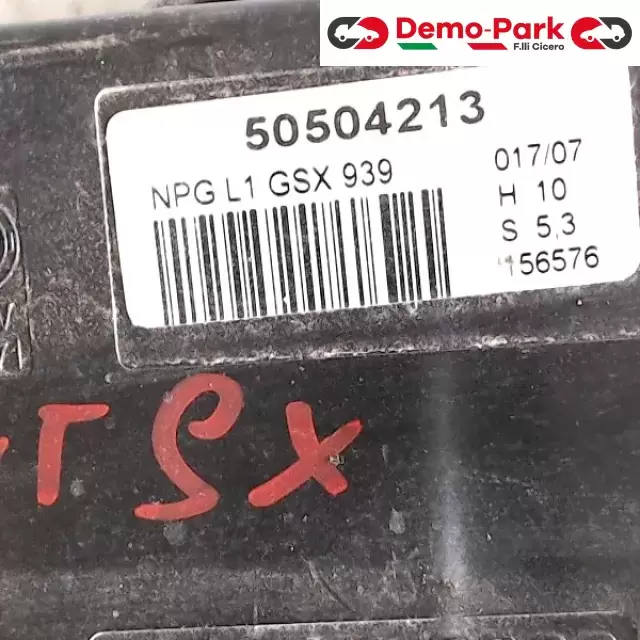 Demo-Park
F.lli Cicero
50504213
NPG L1 GSX 939
017/07
H 10
S 5,3
156576